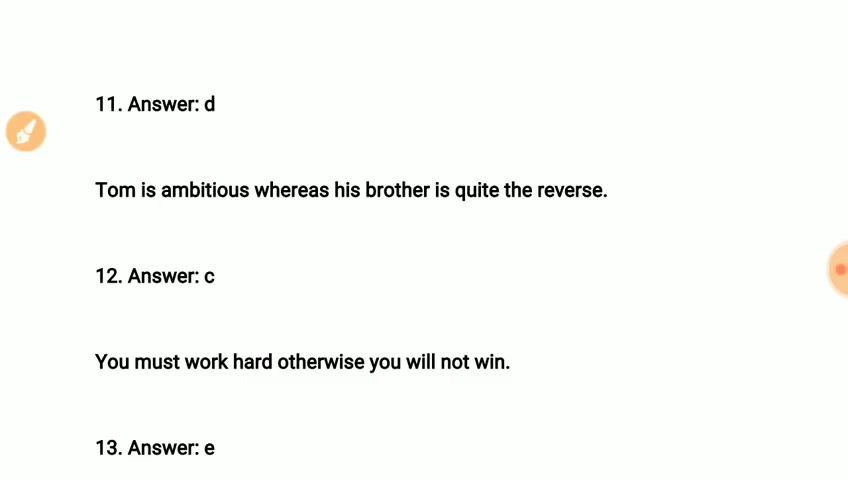 11. Answer: d
Tom is ambitious whereas his brother is quite the reverse.
12. Answer: c
You must work hard otherwise you will not win.
13. Answer: e